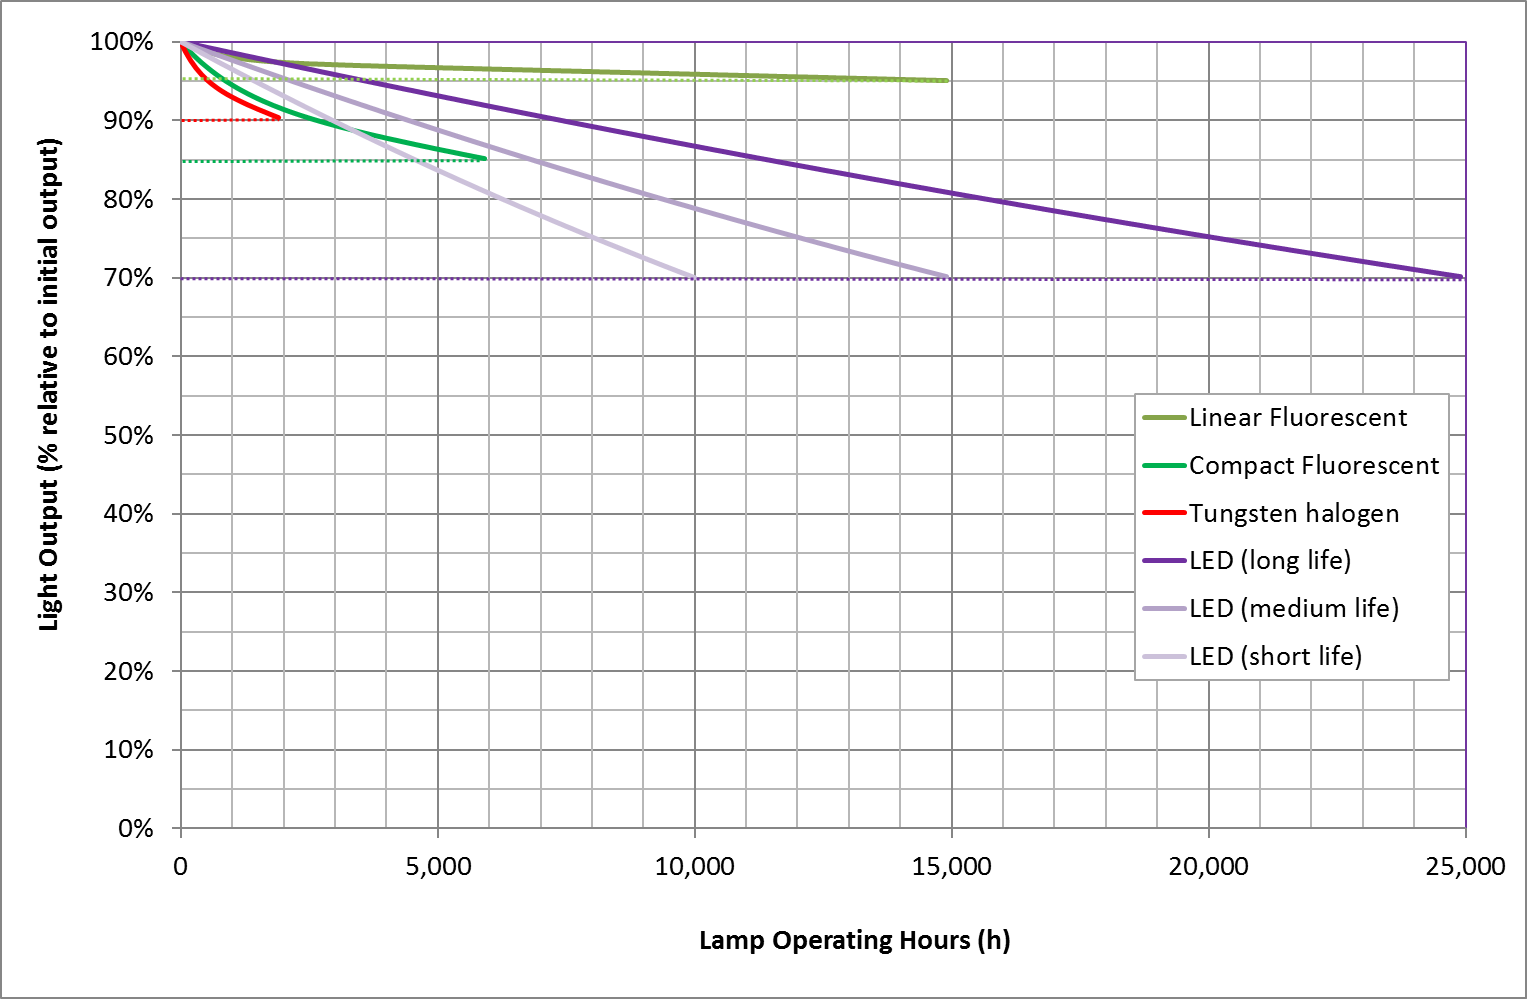 100%
90%
80%
70%
60%
50%
40%
30%
20%
10%
0%
Light Output (% relative to initial output)
Linear Fluorescent
Compact Fluorescent
Tungsten halogen
LED (long life)
LED (medium life)
LED (short life)
0
5,000
10,000
15,000
20,000
25,000
Lamp Operating Hours (h)